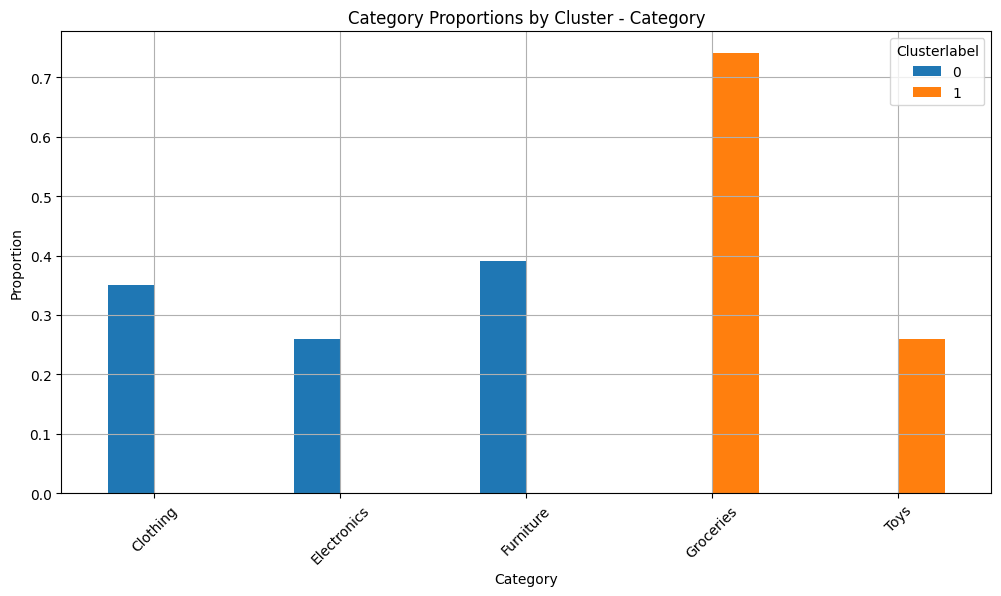 Category Proportions by Cluster - Category
Clusterlabel
0
1
Proportion
0.7
0.6
0.5
0.4
0.3
0.2
0.1
0.0
Clothing
Electronics
Furniture
Groceries
Toys
Category